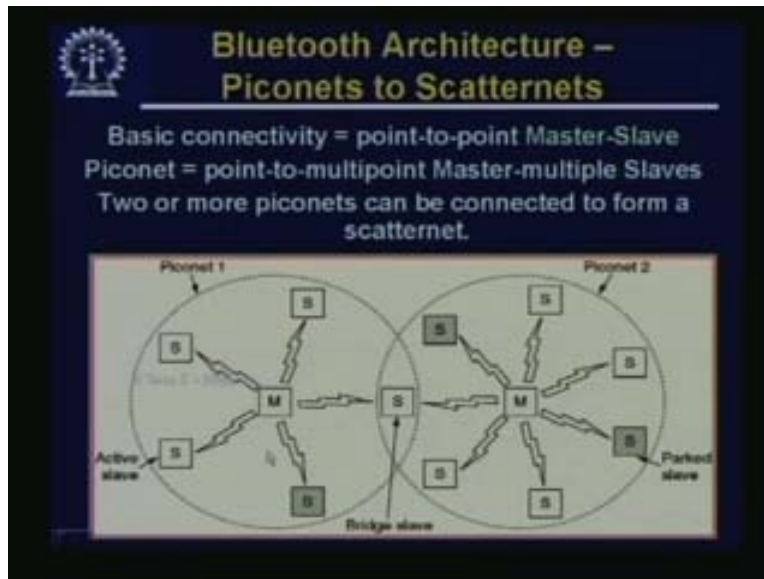 Bluetooth Architecture –
Piconets to Scatternets
Basic connectivity = point-to-point Master-Slave
Piconet = point-to-multipoint Master-multiple Slaves
Two or more piconets can be connected to form a
scatternet.
Piconet 1
Piconet 2
S
S
S
S
S
M
S
M
S
S
S
S
S
S
Active
slave
Parked
slave
Bridge slave